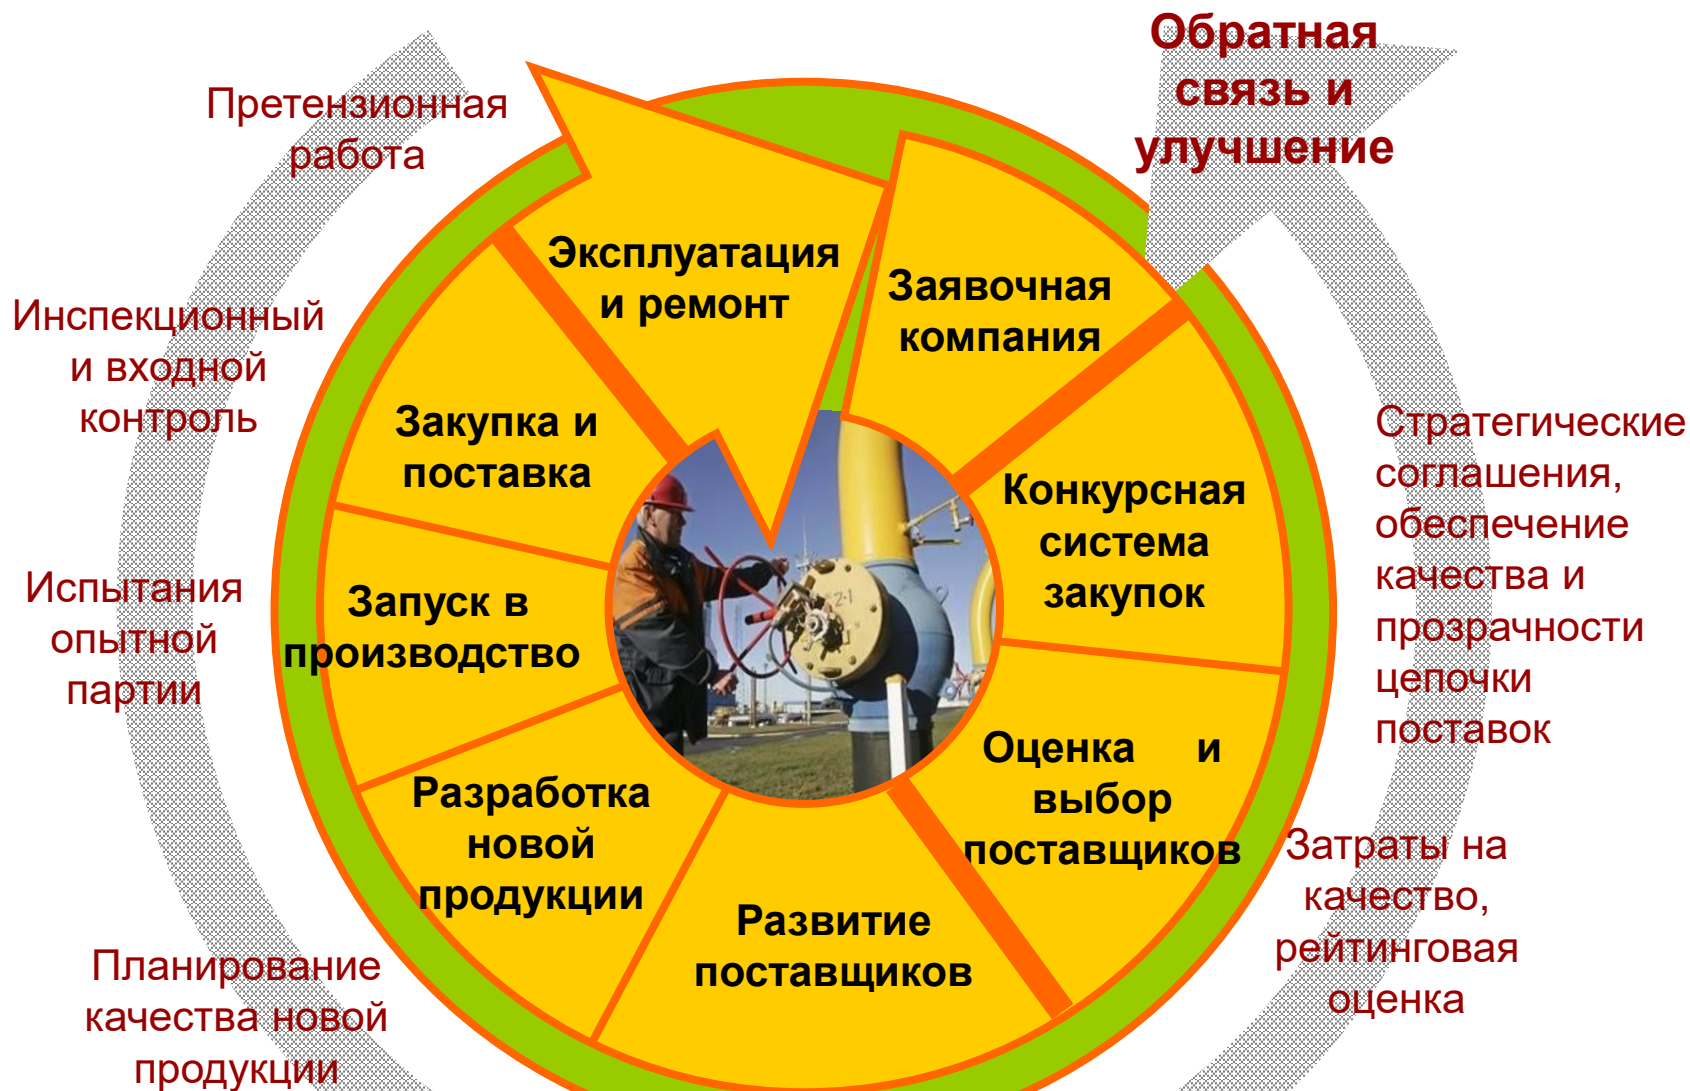 Обратная
связь и
улучшение
Претензионная
работа
Эксплуатация
и ремонт
Заявочная
компания
Инспекционный
и входной
контроль
Закупка и
поставка
Конкурсная
система
закупок
Стратегические
соглашения,
обеспечение
качества и
прозрачности
цепочки
поставок
Испытания
опытной
партии
Запуск в
производство
Оценка и
выбор
поставщиков
Разработка
новой
продукции
Затраты на
качество,
рейтинговая
оценка
Развитие
поставщиков
Планирование
качества новой
продукции